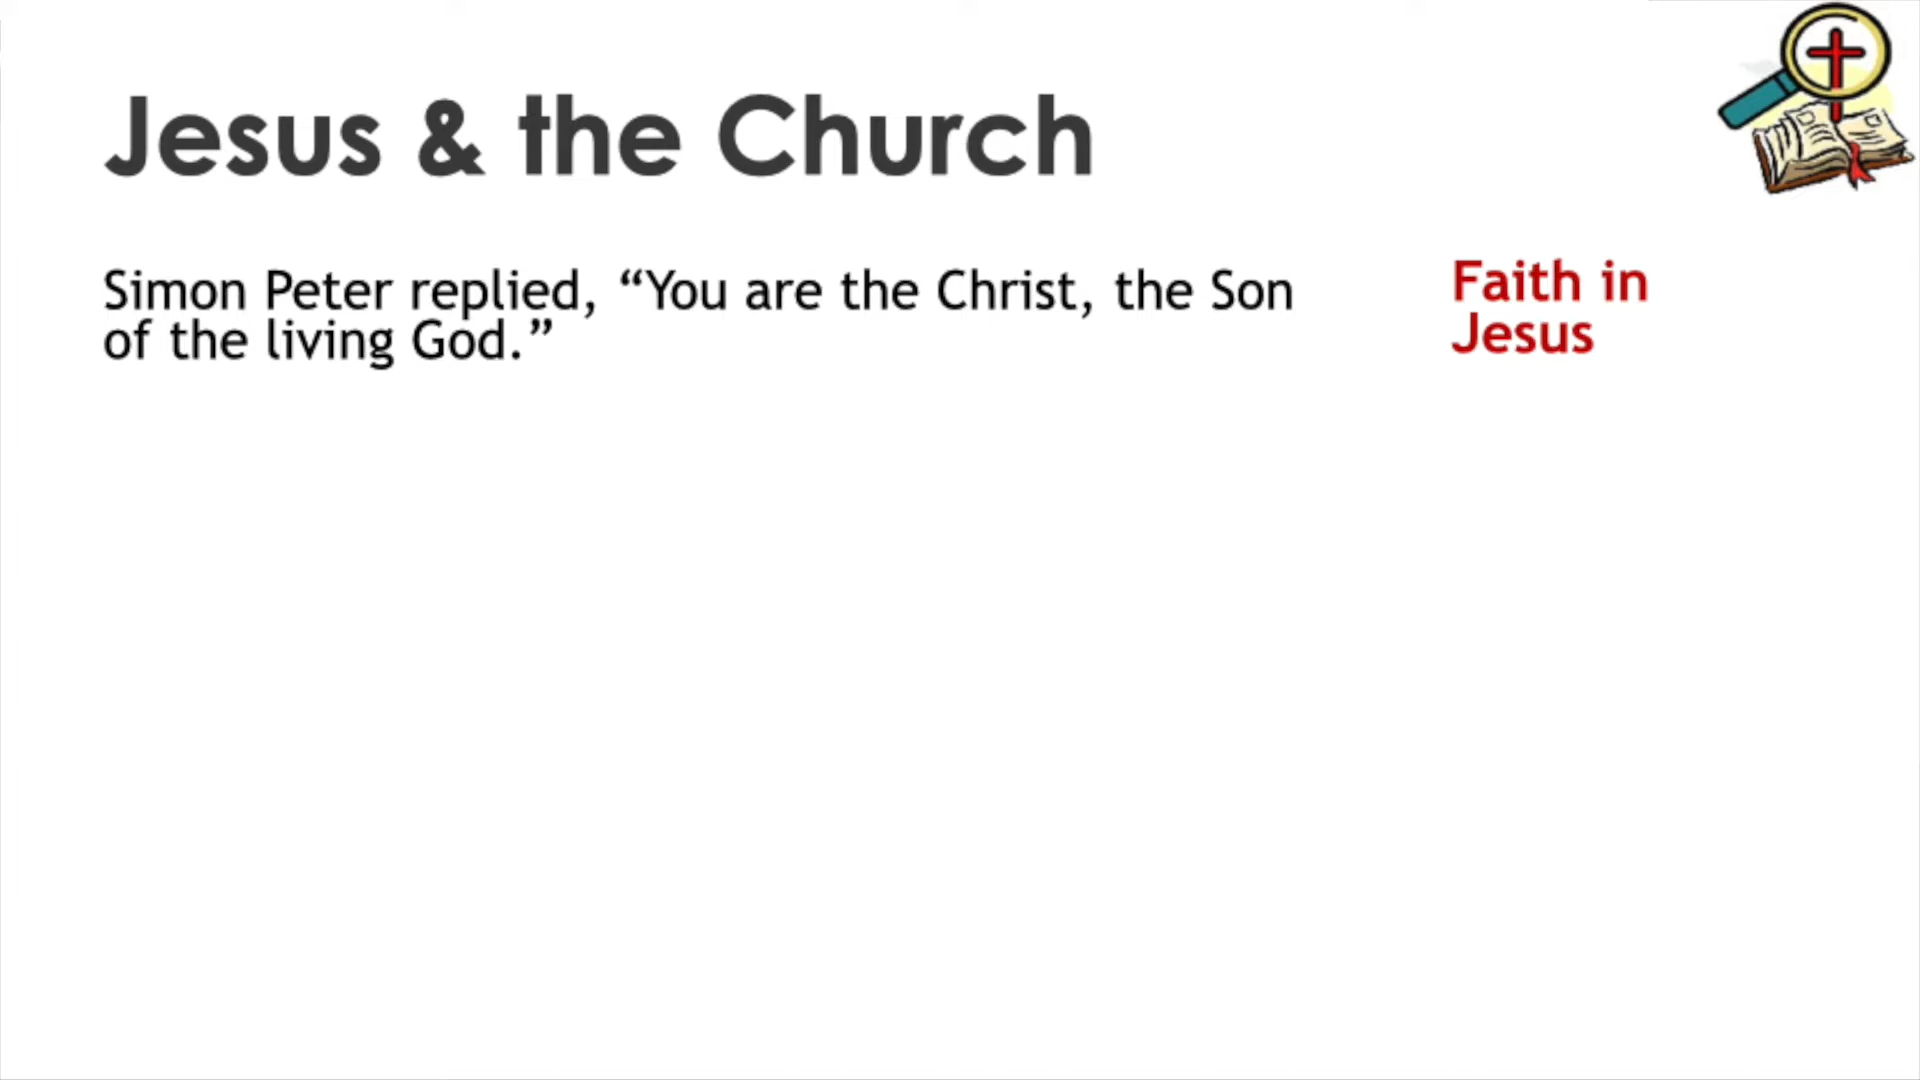 Jesus & the Church
Simon Peter replied, “You are the Christ, the Son
of the living God.”
Faith in
Jesus